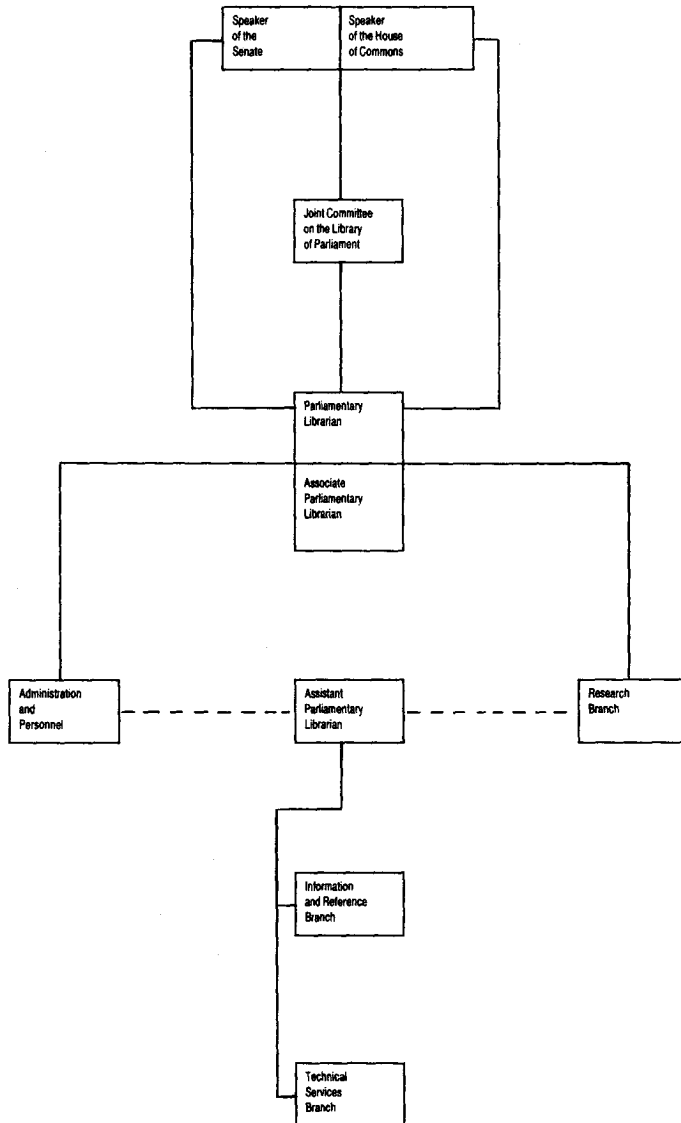 Speaker
of the
Senate
Speaker
of the House
of Commons
Joint Committee
on the Library
of Parliament
Parliamentary
Librarian
Associate
Parliamentary
Librarian
Administration
and
Personnel
Assistant
Parliamentary
Librarian
Research
Branch
Information
and Reference
Branch
Technical
Services
Branch